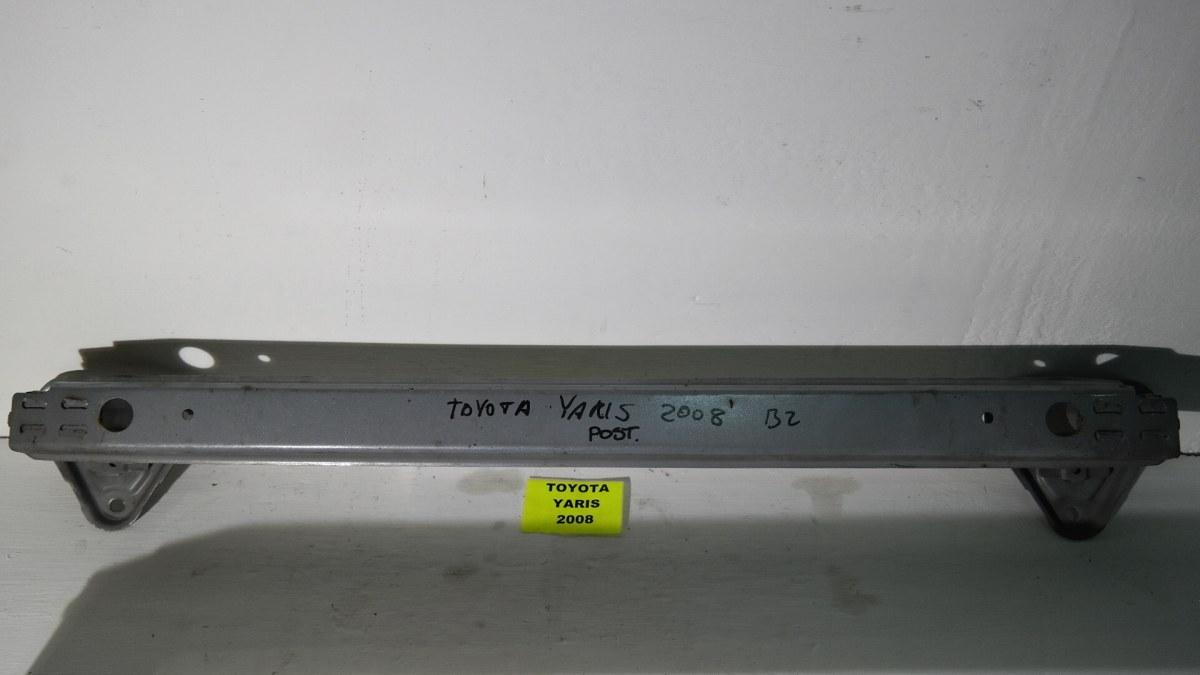 TOYOTA YARIS 2008 B2
POST.
TOYOTA
YARIS
2008